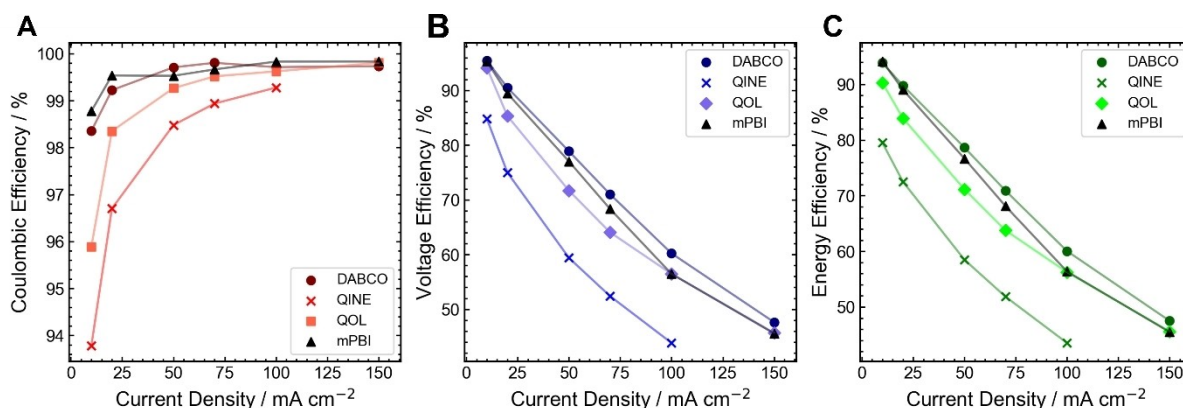 A
100
99
98
97
96
95
94
Coulombic Efficiency / %
DABCO
QINE
QOL
mPBI
0
25
50
75
100
125
150
Current Density / mA cm⁻²
B
90
80
70
60
50
Voltage Efficiency / %
DABCO
QINE
QOL
mPBI
0
25
50
75
100
125
150
Current Density / mA cm⁻²
C
90
80
70
60
50
Energy Efficiency / %
DABCO
QINE
QOL
mPBI
0
25
50
75
100
125
150
Current Density / mA cm⁻²